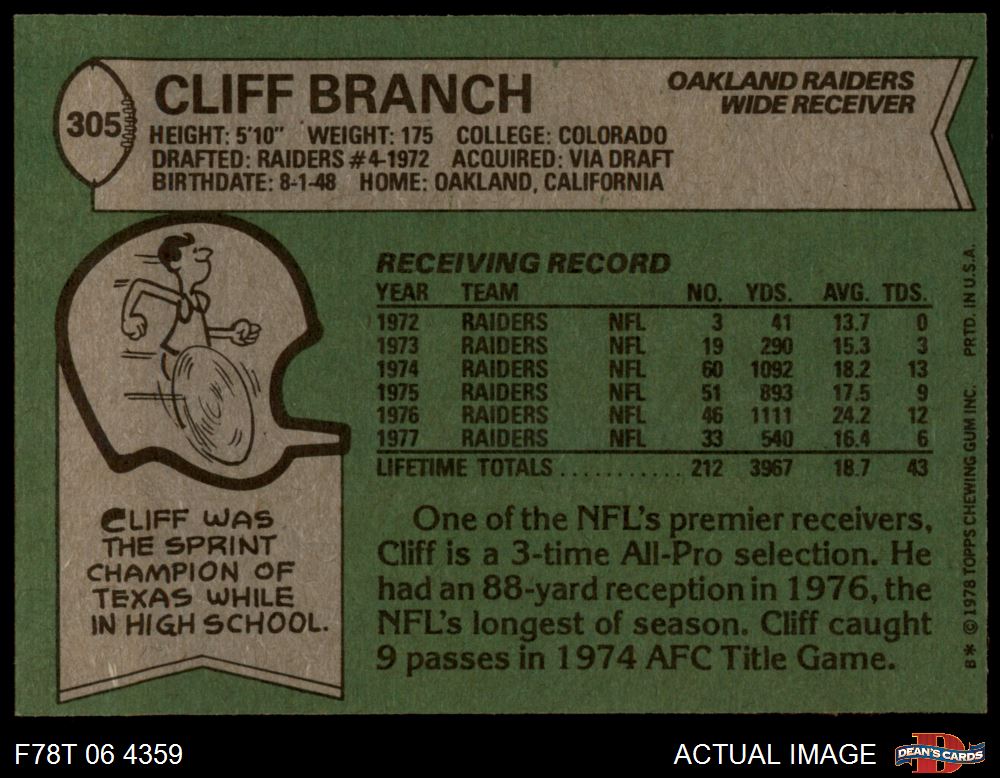 305
CLIFF BRANCH
OAKLAND RAIDERS
WIDE RECEIVER
HEIGHT: 5'10" WEIGHT: 175 COLLEGE: COLORADO
DRAFTED: RAIDERS #4-1972 ACQUIRED: VIA DRAFT
BIRTHDATE: 8-1-48 HOME: OAKLAND, CALIFORNIA
RECEIVING RECORD
YEAR TEAM NO. YDS. AVG. TDS.
1972 RAIDERS NFL 3 41 13.7 0
1973 RAIDERS NFL 19 290 15.3 3
1974 RAIDERS NFL 60 1092 18.2 13
1975 RAIDERS NFL 51 893 17.5 9
1976 RAIDERS NFL 46 1111 24.2 12
1977 RAIDERS NFL 33 540 16.4 6
LIFETIME TOTALS ........... 212 3967 18.7 43
CLIFF WAS
THE SPRINT
CHAMPION OF
TEXAS WHILE
IN HIGH SCHOOL.
One of the NFL's premier receivers,
Cliff is a 3-time All-Pro selection. He
had an 88-yard reception in 1976, the
NFL's longest of season. Cliff caught
9 passes in 1974 AFC Title Game.
B* © 1978 TOPPS CHEWING GUM INC. PRTD. IN U.S.A.
F78T 06 4359
ACTUAL IMAGE
DEAN'S CARDS